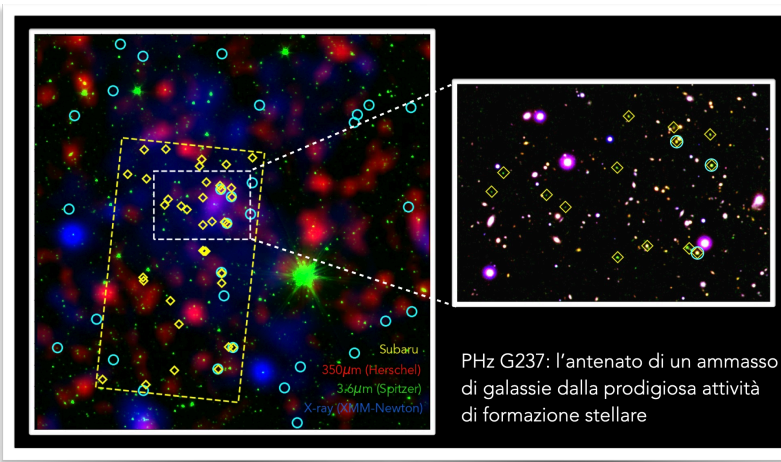 Subaru
350μm (Herschel)
3.6μm (Spitzer)
X-ray (XMM-Newton)
PHz G237: l'antenato di un ammasso
di galassie dalla prodigiosa attività
di formazione stellare